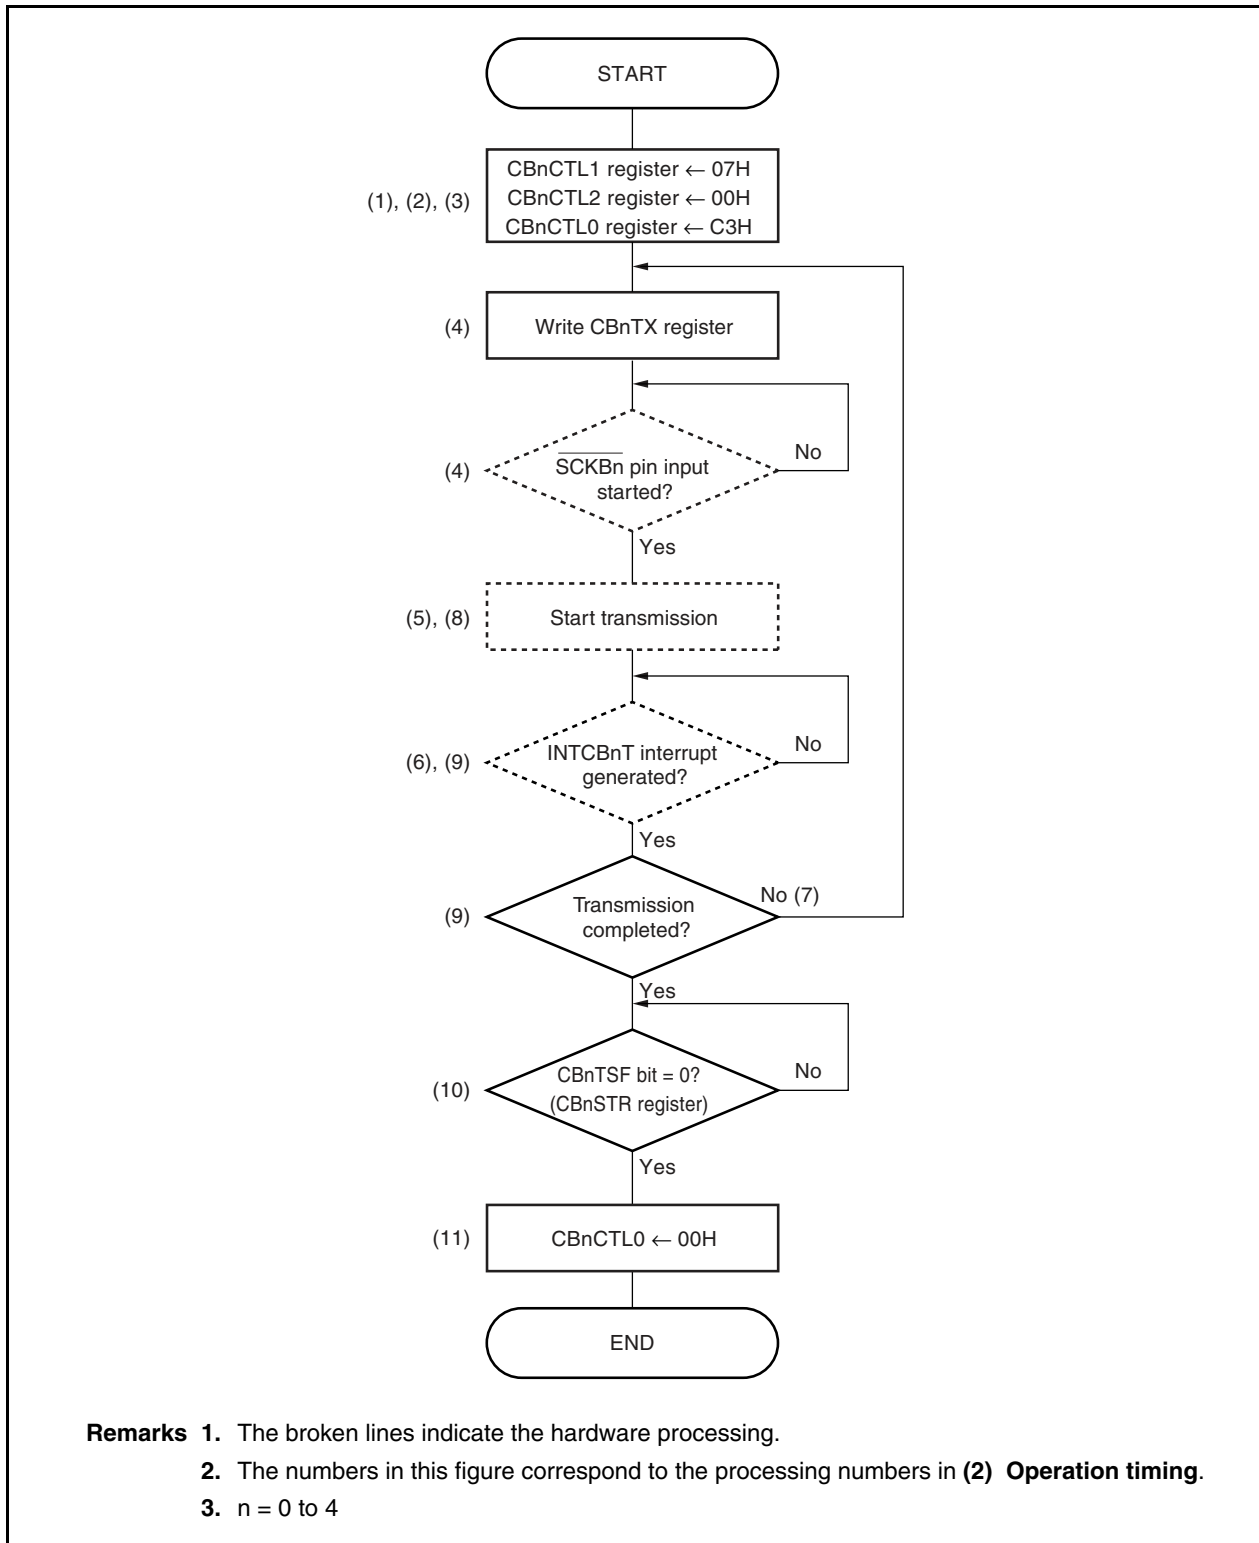 START
CBnCTL1 register ← 07H
(1), (2), (3) CBnCTL2 register ← 00H
CBnCTL0 register ← C3H
(4) Write CBnTX register
No
(4) SCKBn pin input
started?
Yes
(5), (8) Start transmission
INTCBnT interrupt No
(6), (9) generated?
Yes
No (7)
Transmission
(9) completed?
Yes
CBnTSF bit = 0? No
(10) (CBnSTR register)
Yes
(11) CBnCTL0 ← 00H
END
Remarks 1. The broken lines indicate the hardware processing.
2. The numbers in this figure correspond to the processing numbers in (2) Operation timing.
3. n = 0 to 4